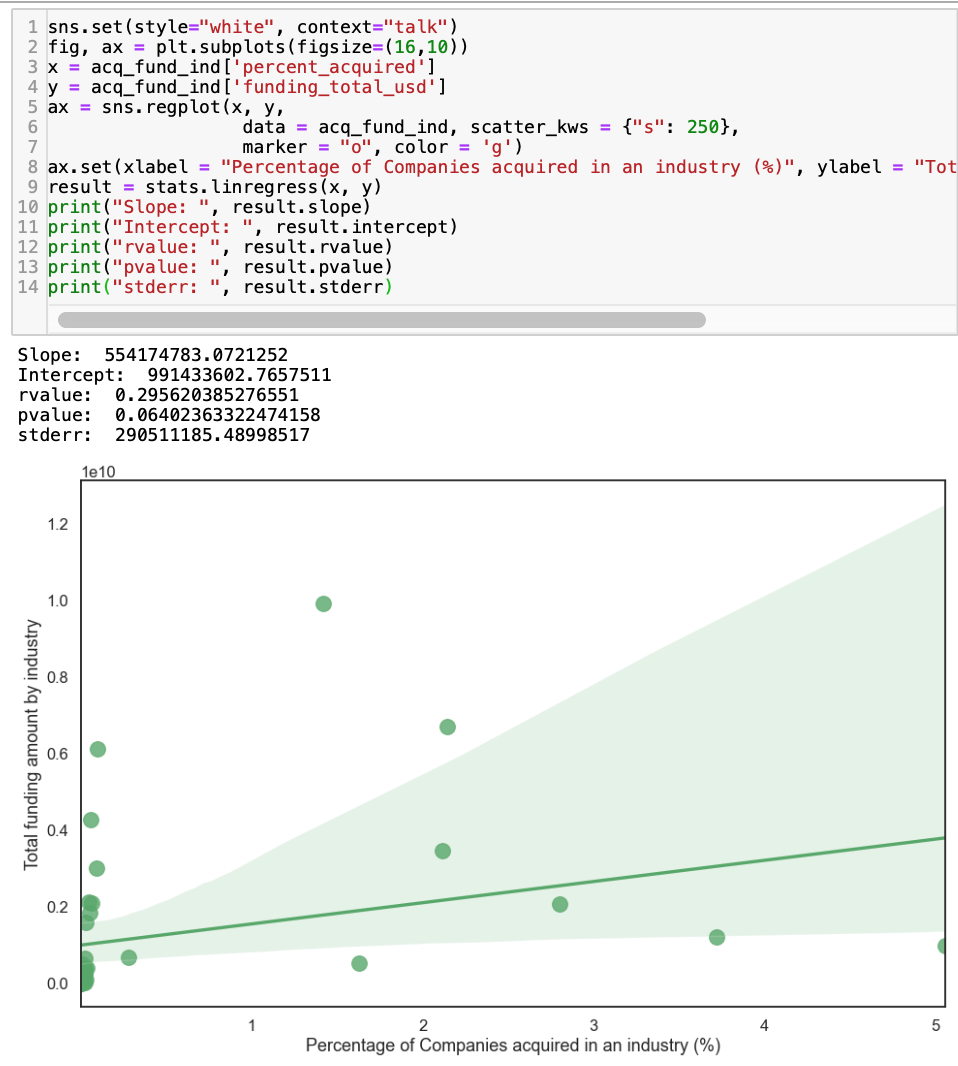 1 sns.set(style="white", context="talk")
2 fig, ax = plt.subplots(figsize=(16,10))
3 x = acq_fund_ind['percent_acquired']
4 y = acq_fund_ind['funding_total_usd']
5 ax = sns.regplot(x, y,
6 data = acq_fund_ind, scatter_kws = {"s": 250},
7 marker = "o", color = 'g')
8 ax.set(xlabel = "Percentage of Companies acquired in an industry (%)", ylabel = "Tot
9 result = stats.linregress(x, y)
10 print("Slope: ", result.slope)
11 print("Intercept: ", result.intercept)
12 print("rvalue: ", result.rvalue)
13 print("pvalue: ", result.pvalue)
14 print("stderr: ", result.stderr)
Slope:  554174783.0721252
Intercept:  991433602.7657511
rvalue:  0.295620385276551
pvalue:  0.06402363322474158
stderr:  290511185.48998517
1e10
1.2
1.0
0.8
0.6
0.4
0.2
0.0
Total funding amount by industry
1 2 3 4 5
Percentage of Companies acquired in an industry (%)